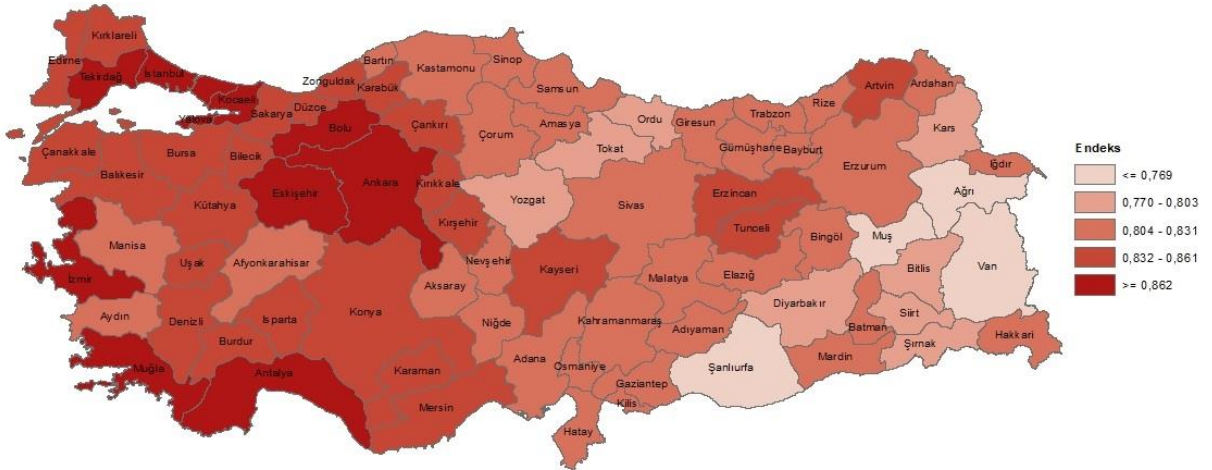 Kırklareli
Edirne
Tekirdağ
İstanbul
Kocaeli
Yalova
Sakarya
Düzce
Zonguldak
Bartın
Karabük
Kastamonu
Sinop
Samsun
Çankırı
Bolu
Çorum
Amasya
Ordu
Giresun
Trabzon
Rize
Artvin
Ardahan
Kars
Tokat
Gümüşhane
Bayburt
Erzurum
Iğdır
Ağrı
Çanakkale
Balıkesir
Bursa
Bilecik
Eskişehir
Ankara
Kırıkkale
Yozgat
Sivas
Erzincan
Tunceli
Bingöl
Muş
Van
Bitlis
Kütahya
Kırşehir
Manisa
Uşak
Afyonkarahisar
Nevşehir
Kayseri
Malatya
Elazığ
Diyarbakır
Batman
Siirt
Şırnak
Hakkari
İzmir
Aydın
Denizli
Isparta
Burdur
Konya
Aksaray
Niğde
Kahramanmaraş
Adıyaman
Mardin
Şanlıurfa
Muğla
Antalya
Karaman
Mersin
Adana
Osmaniye
Gaziantep
Kilis
Hatay
Endeks
<= 0,769
0,770 - 0,803
0,804 - 0,831
0,832 - 0,861
>= 0,862